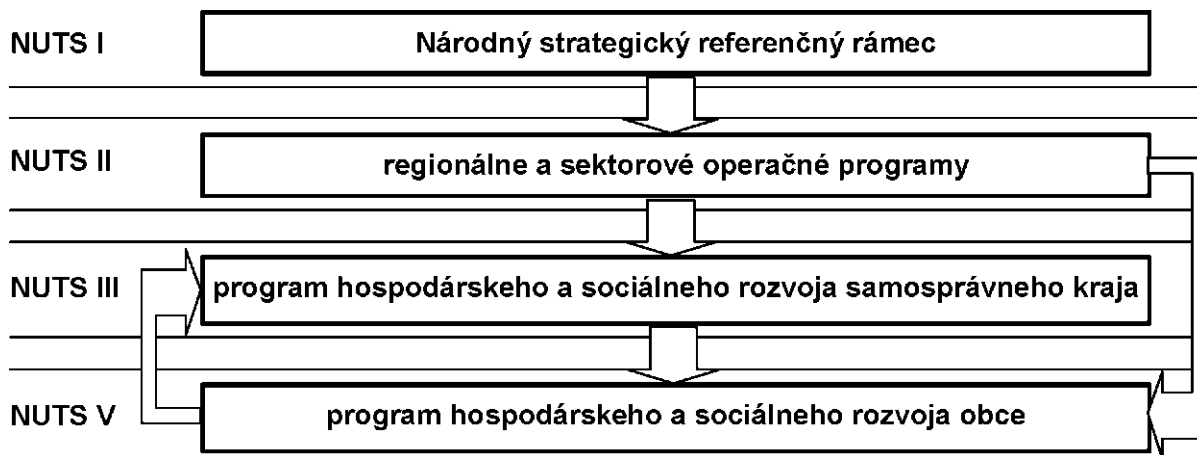 NUTS I
Národný strategický referenčný rámec
NUTS II
regionálne a sektorové operačné programy
NUTS III
program hospodárskeho a sociálneho rozvoja samosprávneho kraja
NUTS V
program hospodárskeho a sociálneho rozvoja obce